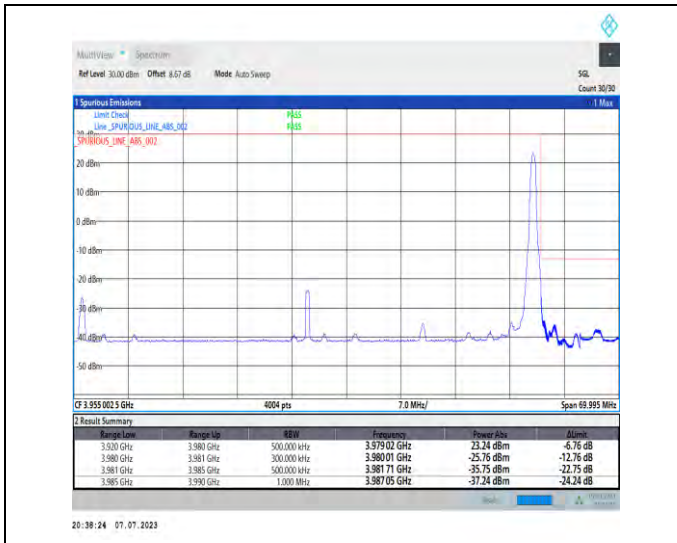 MultiView Spectrum
Ref Level 30.00 dBm Offset 8.67 dB Mode Auto Sweep SGL
Count 30/30
1 Spurious Emissions 1 Max
Limit Check PASS
Line _SPURIOUS_LINE_ABS_002 PASS
30 dBm
_SPURIOUS_LINE_ABS_002
20 dBm
10 dBm
0 dBm
-10 dBm
-20 dBm
-30 dBm
-40 dBm
-50 dBm
CF 3.955 002 5 GHz 4004 pts 7.0 MHz/ Span 69.995 MHz
2 Result Summary
Range Low Range Up RBW Frequency Power Abs ΔLimit
3.920 GHz 3.980 GHz 500.000 kHz 3.979 02 GHz 23.24 dBm -6.76 dB
3.980 GHz 3.981 GHz 300.000 kHz 3.980 01 GHz -25.76 dBm -12.76 dB
3.981 GHz 3.985 GHz 500.000 kHz 3.981 71 GHz -35.75 dBm -22.75 dB
3.985 GHz 3.990 GHz 1.000 MHz 3.987 05 GHz -37.24 dBm -24.24 dB
20:38:24 07.07.2023